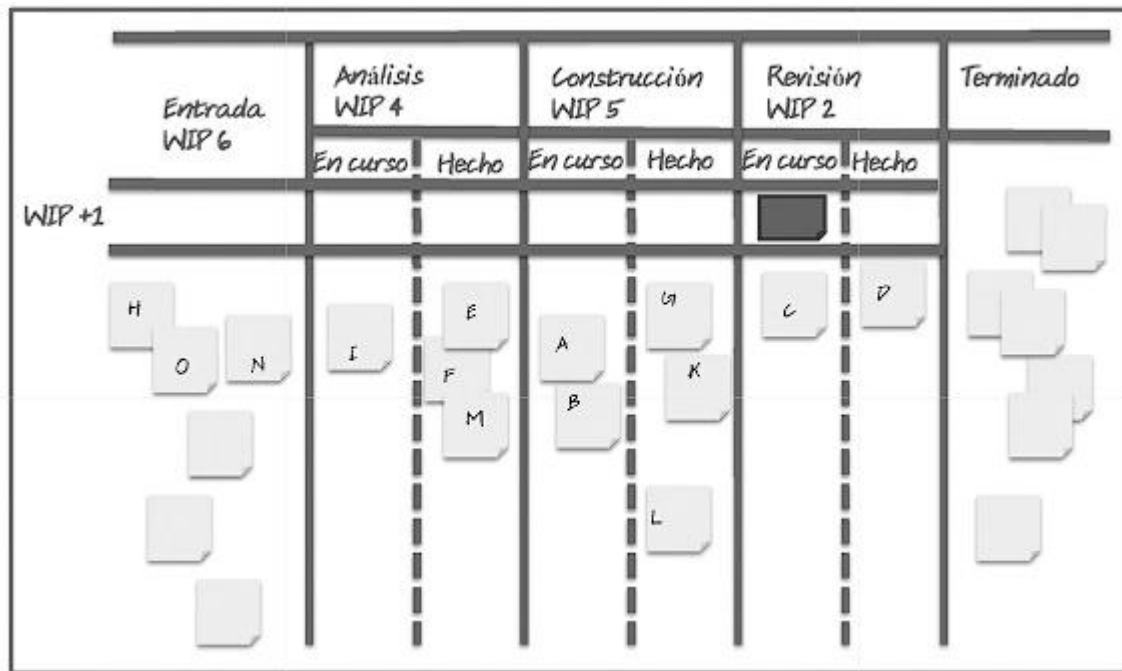 Entrada
WIP 6
Análisis
WIP 4
Construcción
WIP 5
Revisión
WIP 2
Terminado
En curso
Hecho
En curso
Hecho
En curso
Hecho
WIP +1
H
O
N
I
E
F
M
A
B
G
K
L
C
D